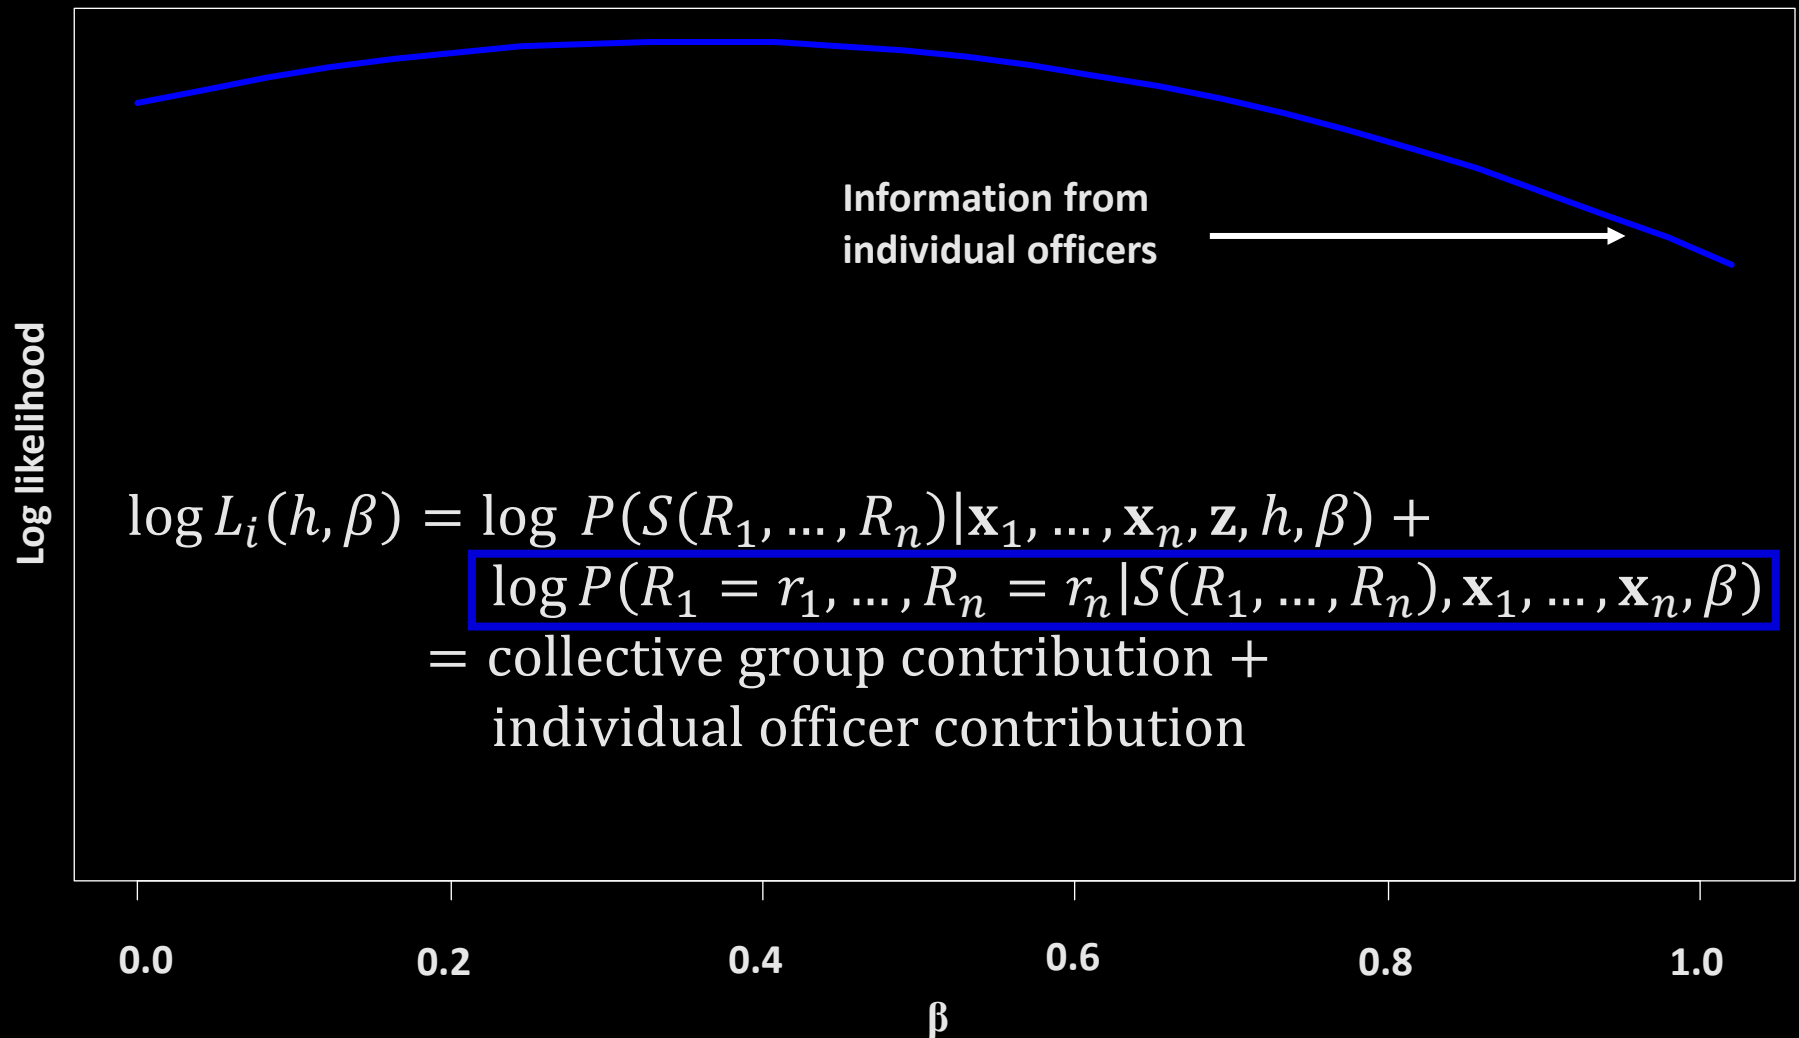 Information from
individual officers
Log likelihood
log L_i(h, β) = log P(S(R_1, … , R_n)|𝐱_1, … , 𝐱_n, 𝐳, h, β) +
log P(R_1 = r_1, … , R_n = r_n|S(R_1, … , R_n), 𝐱_1, … , 𝐱_n, β)
= collective group contribution +
individual officer contribution
0.0 0.2 0.4 0.6 0.8 1.0
β